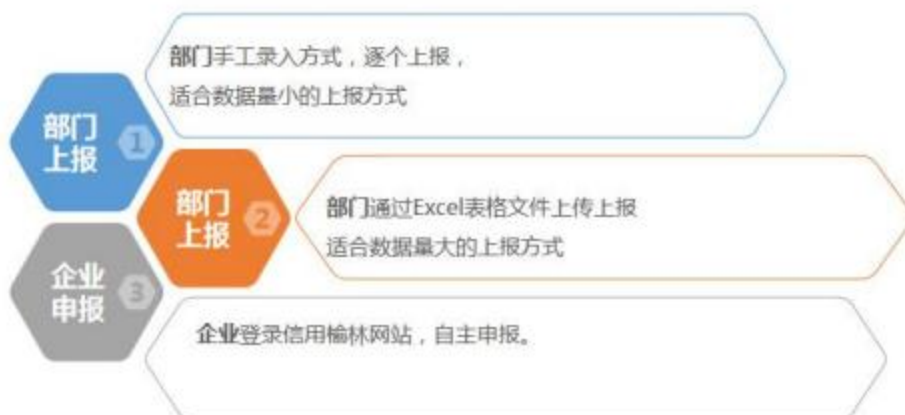 部门手工录入方式，逐个上报，
适合数据量小的上报方式
部门
上报
1
部门
上报
2
部门通过Excel表格文件上传上报
适合数据量大的上报方式
企业
申报
3
企业登录信用榆林网站，自主申报。